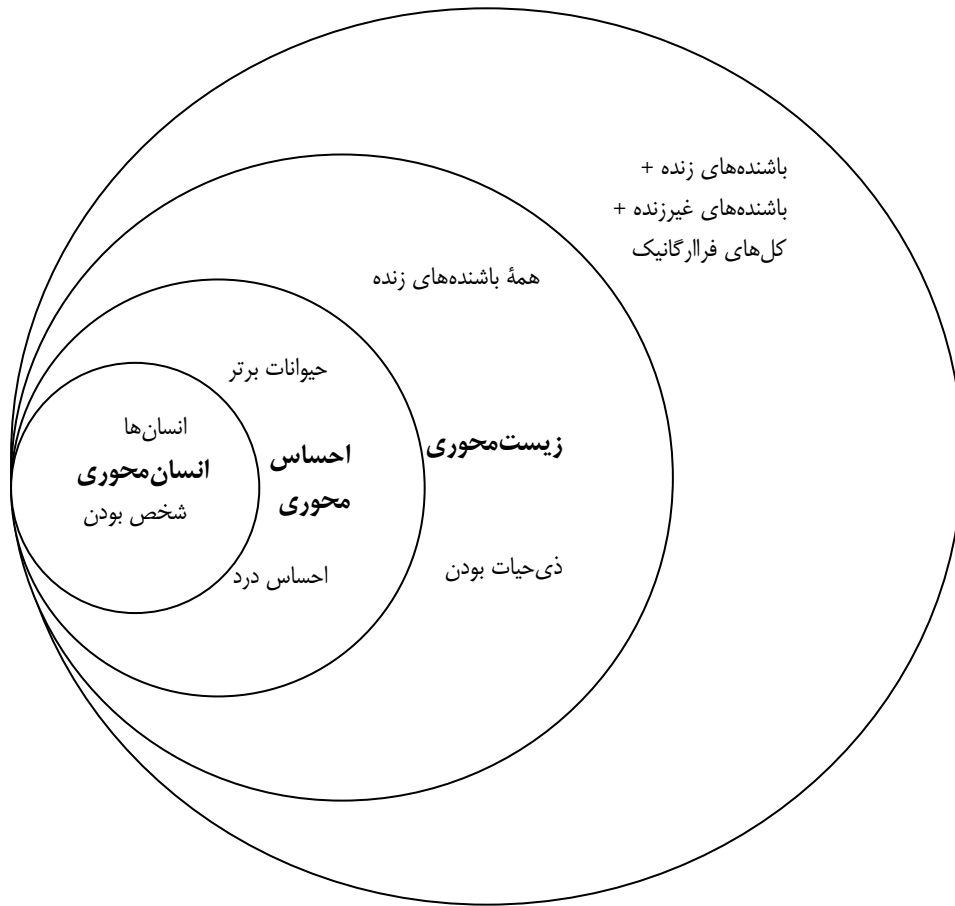 باشنده‌های زنده +
باشنده‌های غیرزنده +
کل‌های فراارگانیک
همهٔ باشنده‌های زنده
زیست‌محوری
ذی‌حیات بودن
حیوانات برتر
احساس
محوری
احساس درد
انسان‌ها
انسان‌محوری
شخص بودن